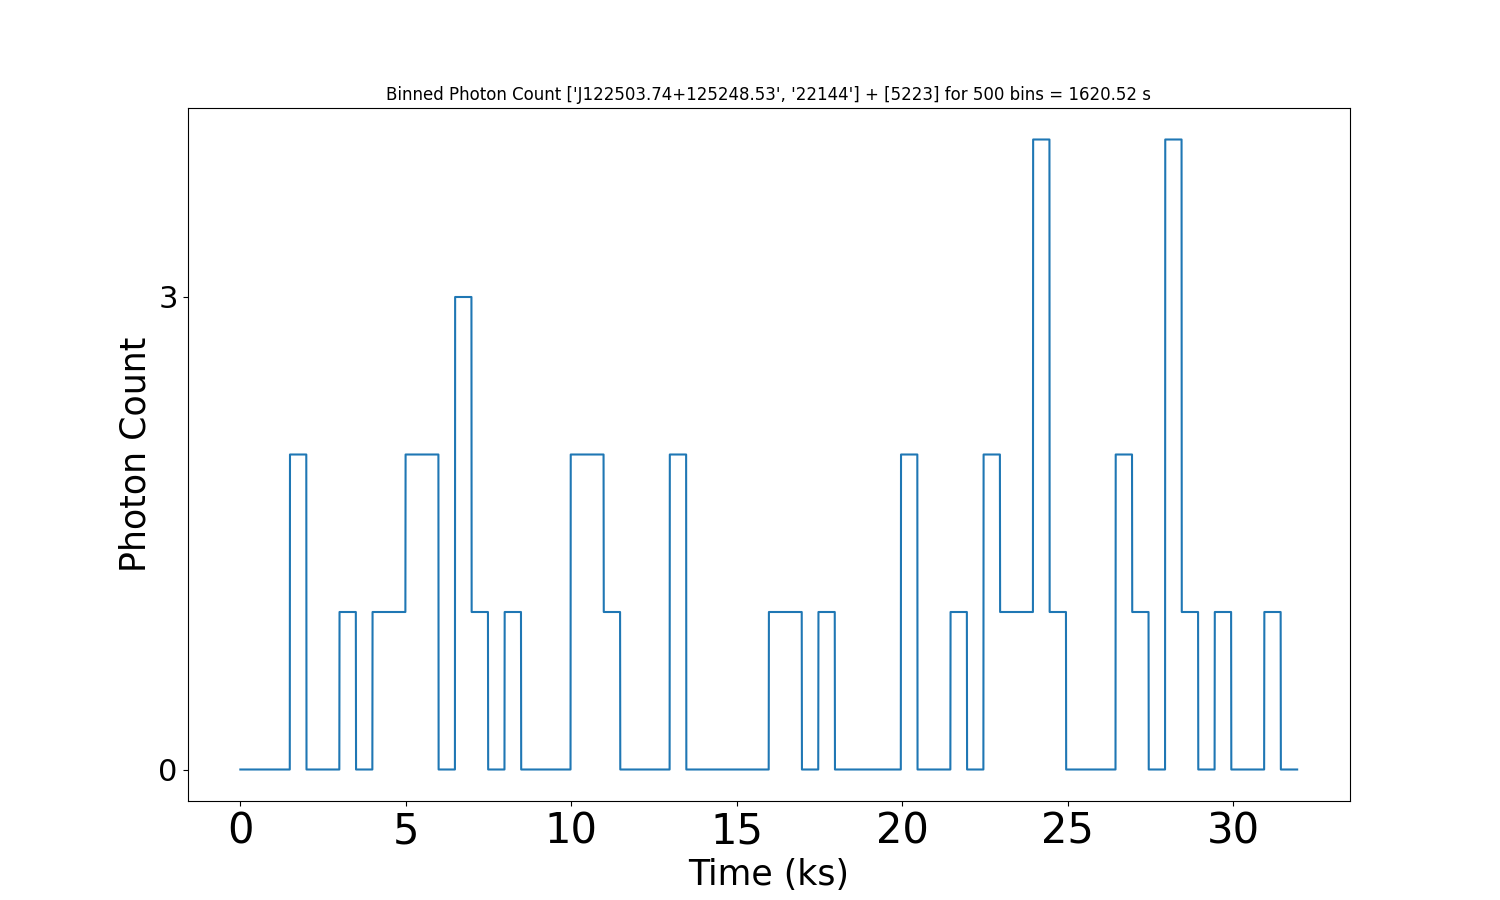 Binned Photon Count ['J122503.74+125248.53', '22144'] + [5223] for 500 bins = 1620.52 s
3
Photon Count
0
0 5 10 15 20 25 30
Time (ks)